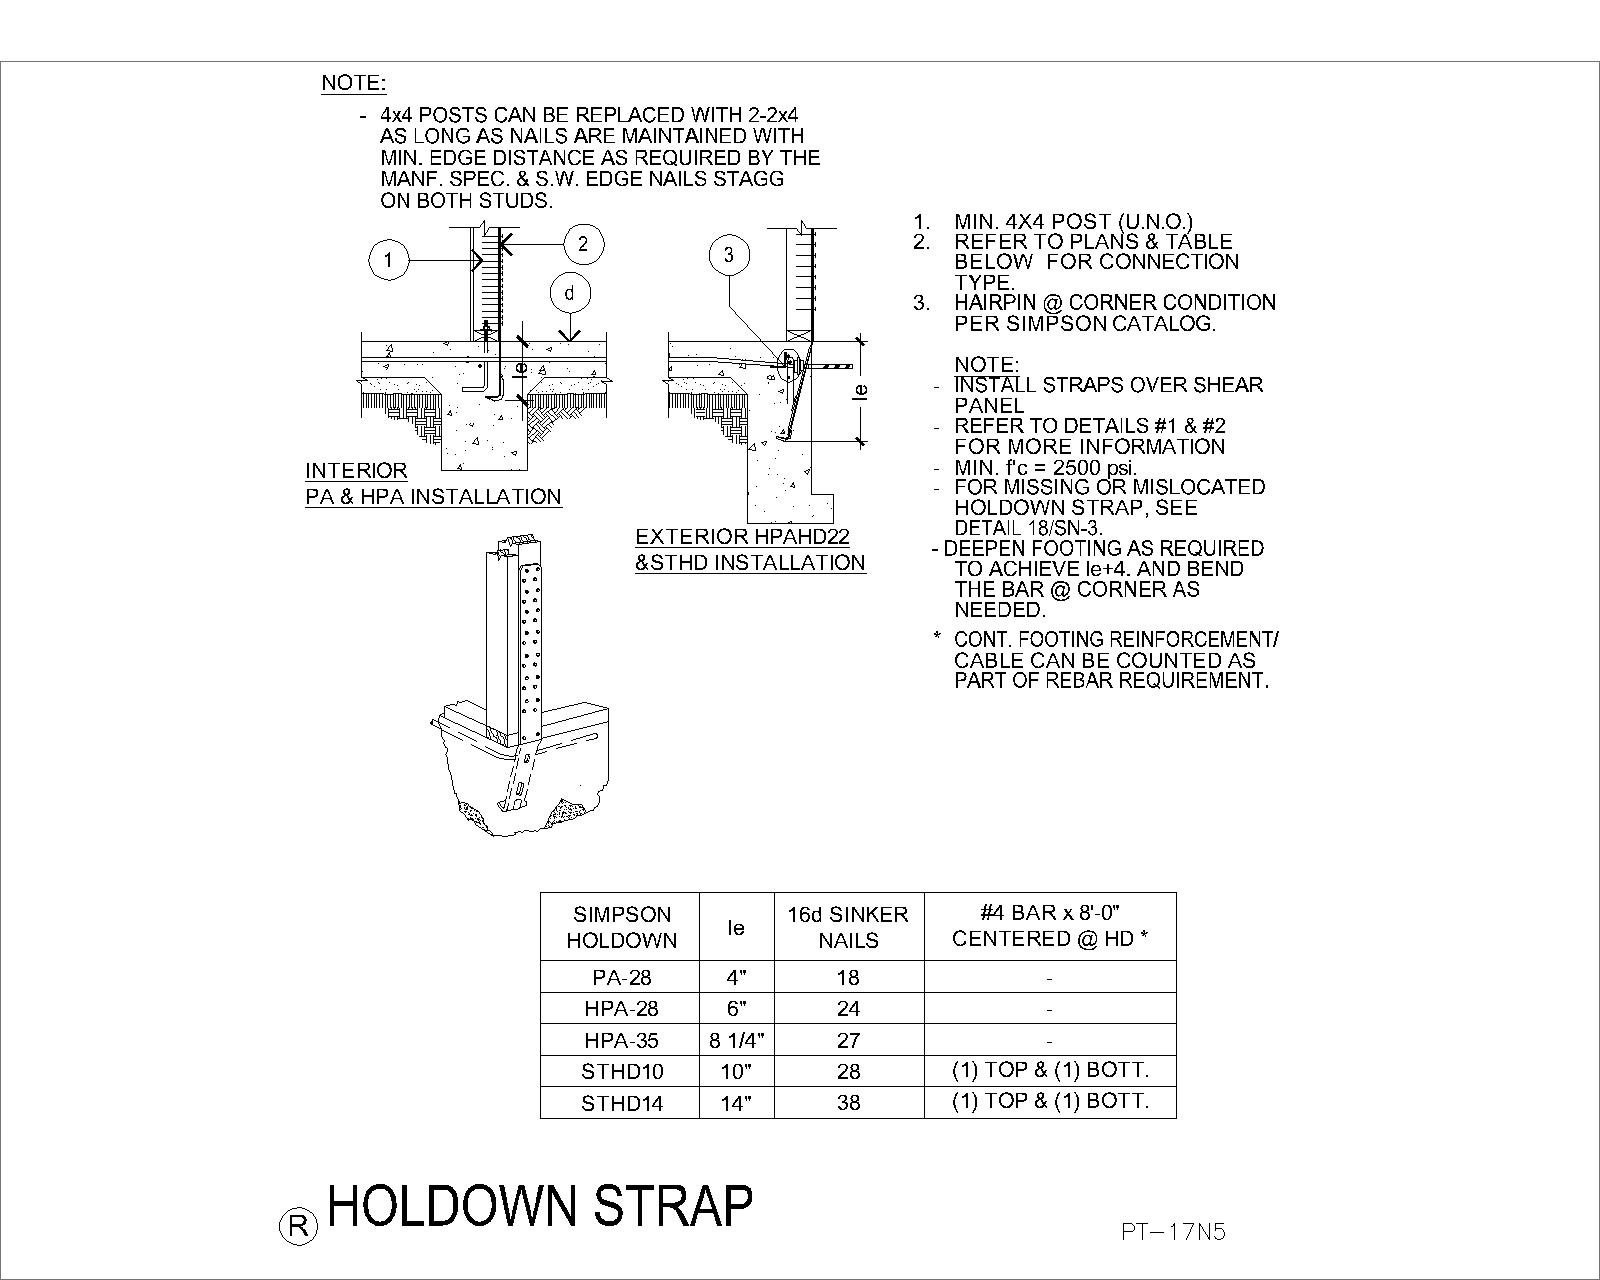 NOTE:
- 4x4 POSTS CAN BE REPLACED WITH 2-2x4
AS LONG AS NAILS ARE MAINTAINED WITH
MIN. EDGE DISTANCE AS REQUIRED BY THE
MANF. SPEC. & S.W. EDGE NAILS STAGG
ON BOTH STUDS.
1
2
d
le
INTERIOR
PA & HPA INSTALLATION
3
le
EXTERIOR HPAHD22
&STHD INSTALLATION
1. MIN. 4X4 POST (U.N.O.)
2. REFER TO PLANS & TABLE
BELOW FOR CONNECTION
TYPE.
3. HAIRPIN @ CORNER CONDITION
PER SIMPSON CATALOG.
NOTE:
- INSTALL STRAPS OVER SHEAR
PANEL
- REFER TO DETAILS #1 & #2
FOR MORE INFORMATION
- MIN. f'c = 2500 psi.
- FOR MISSING OR MISLOCATED
HOLDOWN STRAP, SEE
DETAIL 18/SN-3.
- DEEPEN FOOTING AS REQUIRED
TO ACHIEVE le+4. AND BEND
THE BAR @ CORNER AS
NEEDED.
* CONT. FOOTING REINFORCEMENT/
CABLE CAN BE COUNTED AS
PART OF REBAR REQUIREMENT.
SIMPSON HOLDOWN le 16d SINKER NAILS #4 BAR x 8'-0" CENTERED @ HD *
PA-28 4" 18 -
HPA-28 6" 24 -
HPA-35 8 1/4" 27 -
STHD10 10" 28 (1) TOP & (1) BOTT.
STHD14 14" 38 (1) TOP & (1) BOTT.
R HOLDOWN STRAP
PT-17N5